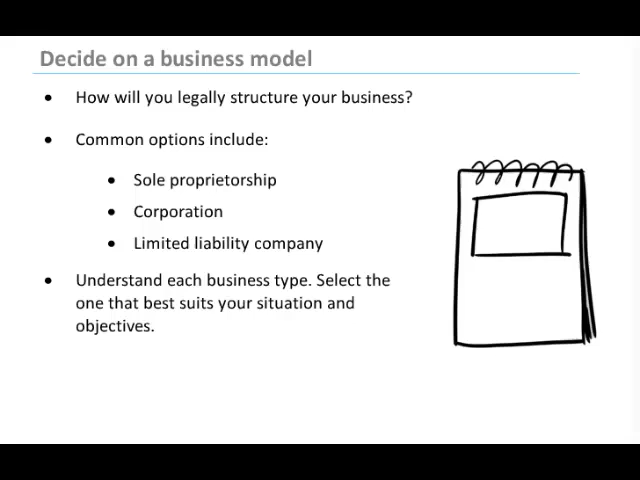 Decide on a business model
• How will you legally structure your business?
• Common options include:
• Sole proprietorship
• Corporation
• Limited liability company
• Understand each business type. Select the
one that best suits your situation and
objectives.